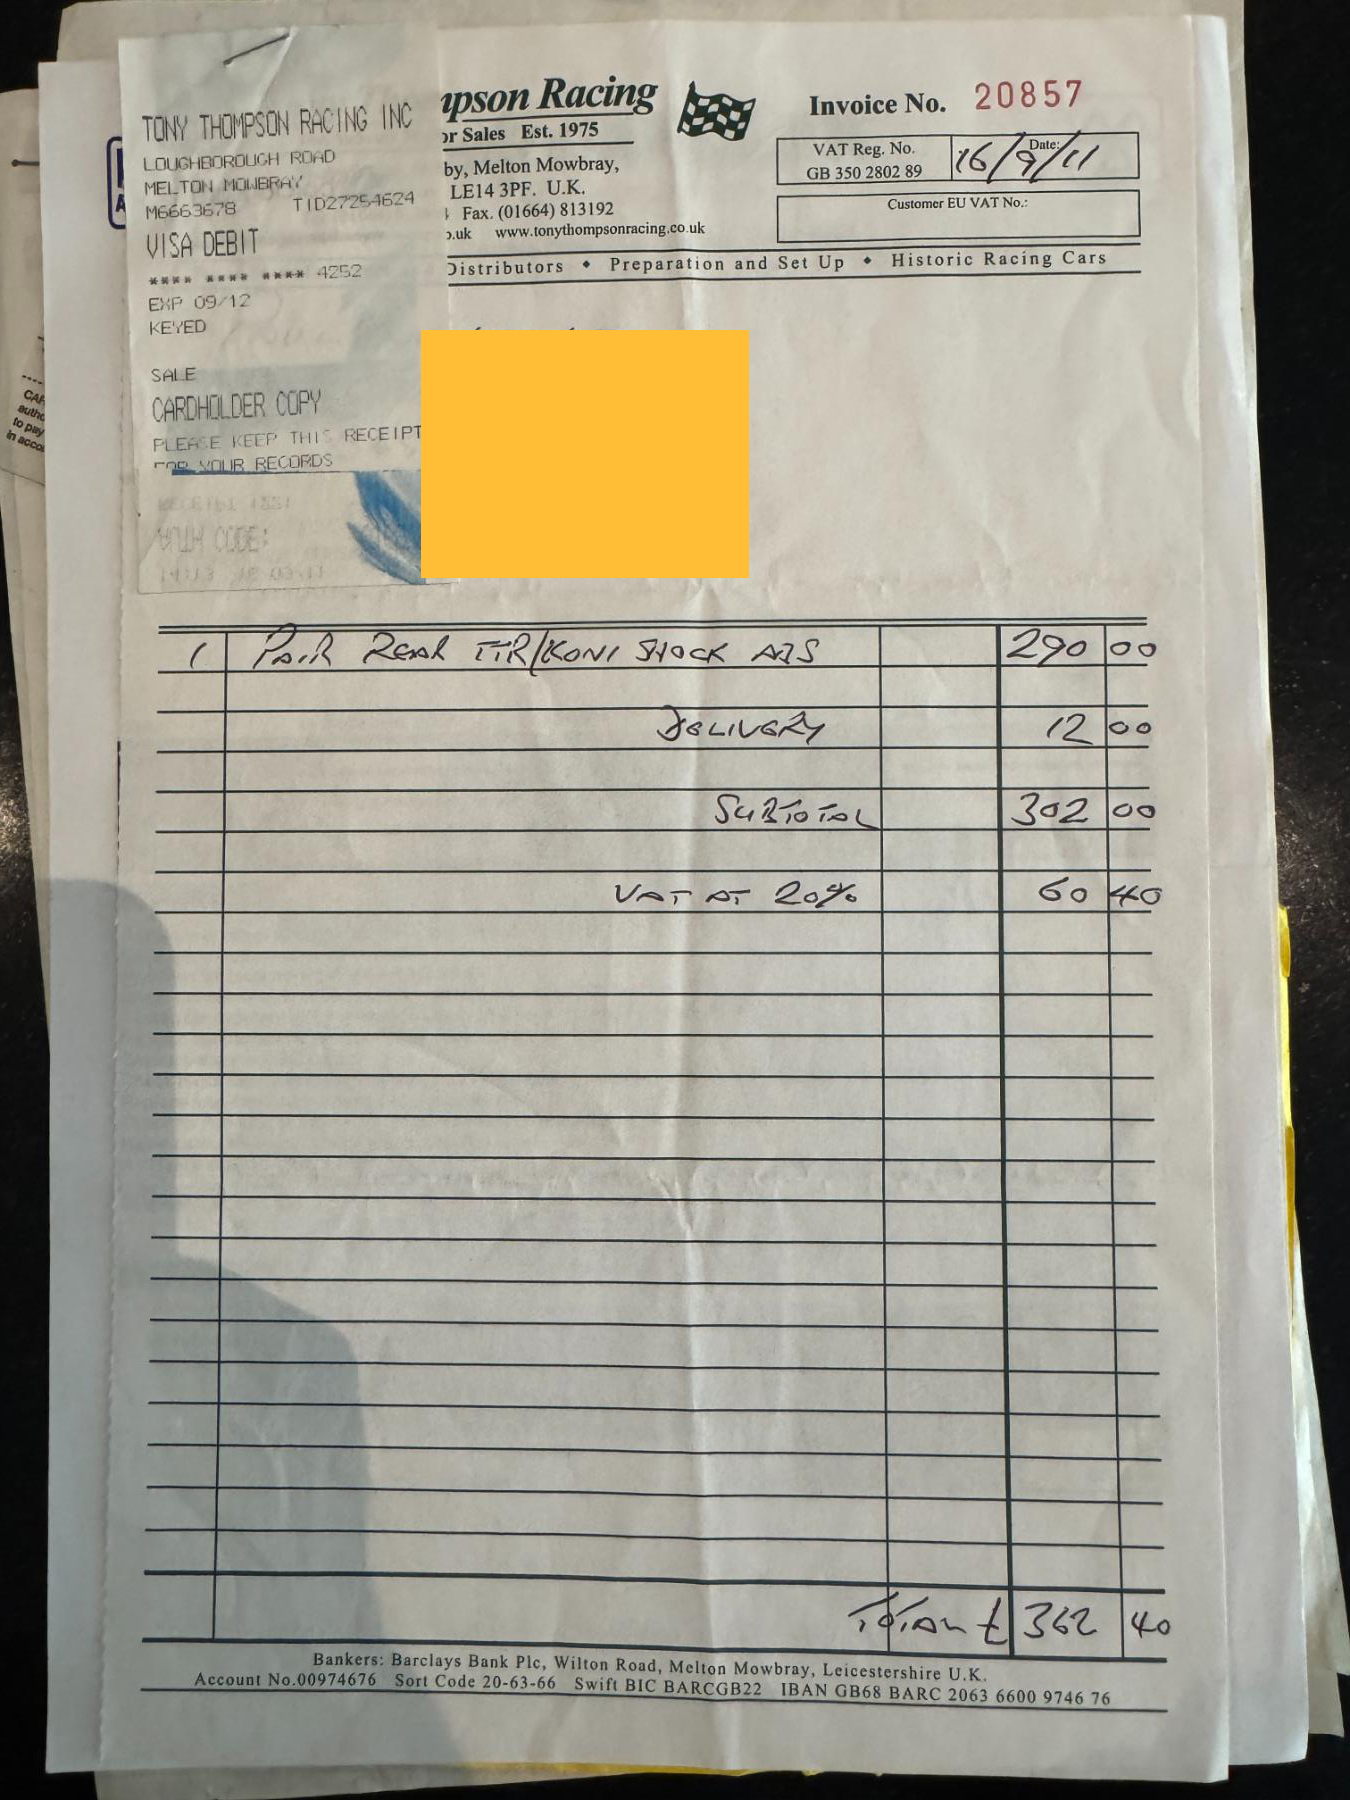 TONY THOMPSON RACING INC
LOUGHBOROUGH ROAD
MELTON MOWBRAY
M6663678 TID27254624
VISA DEBIT
**** **** **** 4252
EXP 09/12
KEYED
SALE
CARDHOLDER COPY
PLEASE KEEP THIS RECEIPT
FOR YOUR RECORDS
mpson Racing
or Sales Est. 1975
by, Melton Mowbray,
LE14 3PF. U.K.
Fax. (01664) 813192
o.uk www.tonythompsonracing.co.uk
Invoice No. 20857
VAT Reg. No.
GB 350 2802 89
Date:
16/9/11
Customer EU VAT No.:
Distributors ◆ Preparation and Set Up ◆ Historic Racing Cars
1 PAIR REAR TTR/KONI SHOCK ABS 290 00
DELIVERY 12 00
SUBTOTAL 302 00
VAT AT 20% 60 40
TOTAL £ 362 40
Bankers: Barclays Bank Plc, Wilton Road, Melton Mowbray, Leicestershire U.K.
Account No.00974676 Sort Code 20-63-66 Swift BIC BARCGB22 IBAN GB68 BARC 2063 6600 9746 76